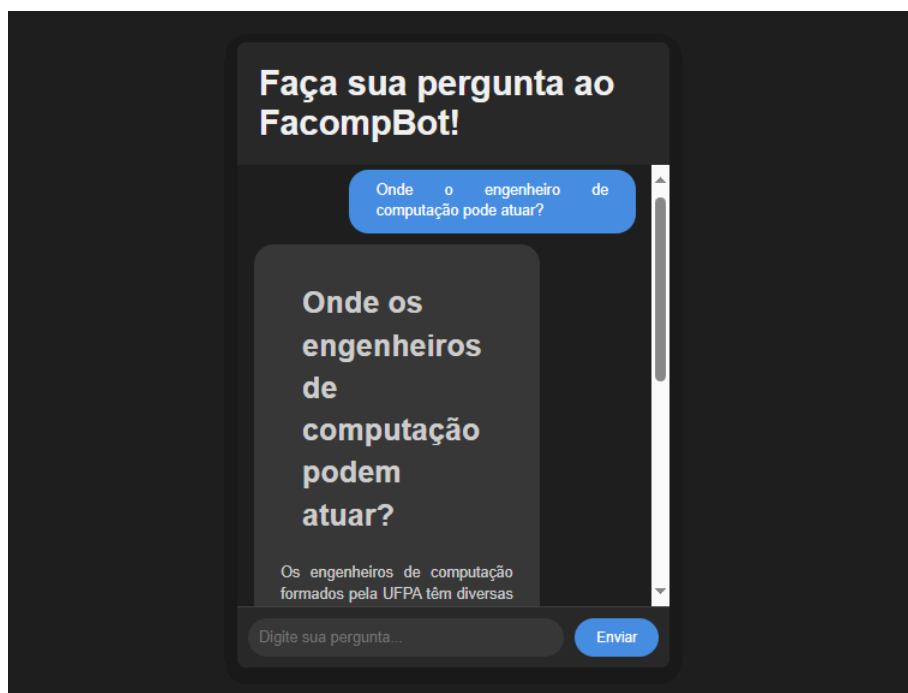 Faça sua pergunta ao
FacompBot!
Onde o engenheiro de
computação pode atuar?
Onde os
engenheiros
de
computação
podem
atuar?
Os engenheiros de computação
formados pela UFPA têm diversas
Digite sua pergunta...
Enviar